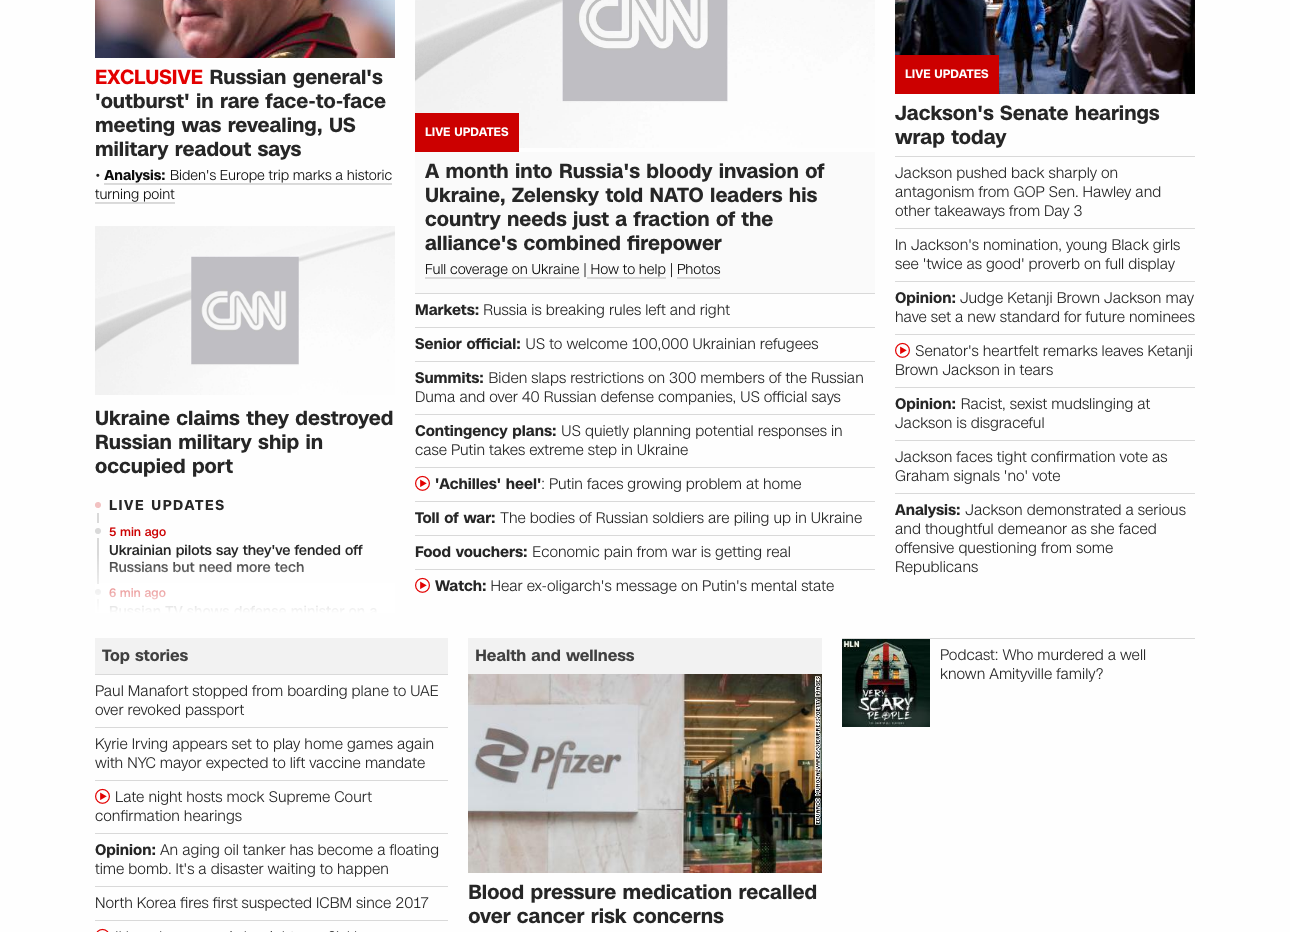 EXCLUSIVE Russian general's
'outburst' in rare face-to-face
meeting was revealing, US
military readout says
• Analysis: Biden's Europe trip marks a historic
turning point
CNN
Ukraine claims they destroyed
Russian military ship in
occupied port
LIVE UPDATES
5 min ago
Ukrainian pilots say they've fended off
Russians but need more tech
6 min ago
Russian TV shows defense minister on a
CNN
LIVE UPDATES
A month into Russia's bloody invasion of
Ukraine, Zelensky told NATO leaders his
country needs just a fraction of the
alliance's combined firepower
Full coverage on Ukraine | How to help | Photos
Markets: Russia is breaking rules left and right
Senior official: US to welcome 100,000 Ukrainian refugees
Summits: Biden slaps restrictions on 300 members of the Russian
Duma and over 40 Russian defense companies, US official says
Contingency plans: US quietly planning potential responses in
case Putin takes extreme step in Ukraine
'Achilles' heel': Putin faces growing problem at home
Toll of war: The bodies of Russian soldiers are piling up in Ukraine
Food vouchers: Economic pain from war is getting real
Watch: Hear ex-oligarch's message on Putin's mental state
LIVE UPDATES
Jackson's Senate hearings
wrap today
Jackson pushed back sharply on
antagonism from GOP Sen. Hawley and
other takeaways from Day 3
In Jackson's nomination, young Black girls
see 'twice as good' proverb on full display
Opinion: Judge Ketanji Brown Jackson may
have set a new standard for future nominees
Senator's heartfelt remarks leaves Ketanji
Brown Jackson in tears
Opinion: Racist, sexist mudslinging at
Jackson is disgraceful
Jackson faces tight confirmation vote as
Graham signals 'no' vote
Analysis: Jackson demonstrated a serious
and thoughtful demeanor as she faced
offensive questioning from some
Republicans
Top stories
Paul Manafort stopped from boarding plane to UAE
over revoked passport
Kyrie Irving appears set to play home games again
with NYC mayor expected to lift vaccine mandate
Late night hosts mock Supreme Court
confirmation hearings
Opinion: An aging oil tanker has become a floating
time bomb. It's a disaster waiting to happen
North Korea fires first suspected ICBM since 2017
Health and wellness
Pfizer
Blood pressure medication recalled
over cancer risk concerns
HLN
VERY
SCARY
PEOPLE
Podcast: Who murdered a well
known Amityville family?